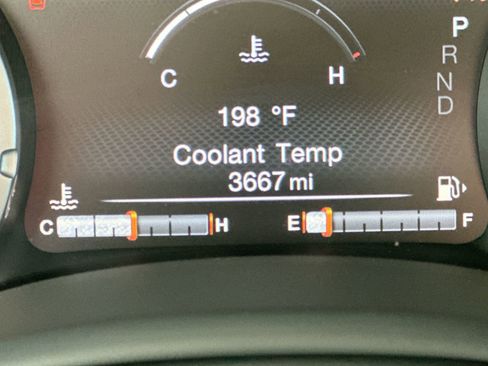 P
R
N
D
C H
198 °F
Coolant Temp
3667 mi
C H E F